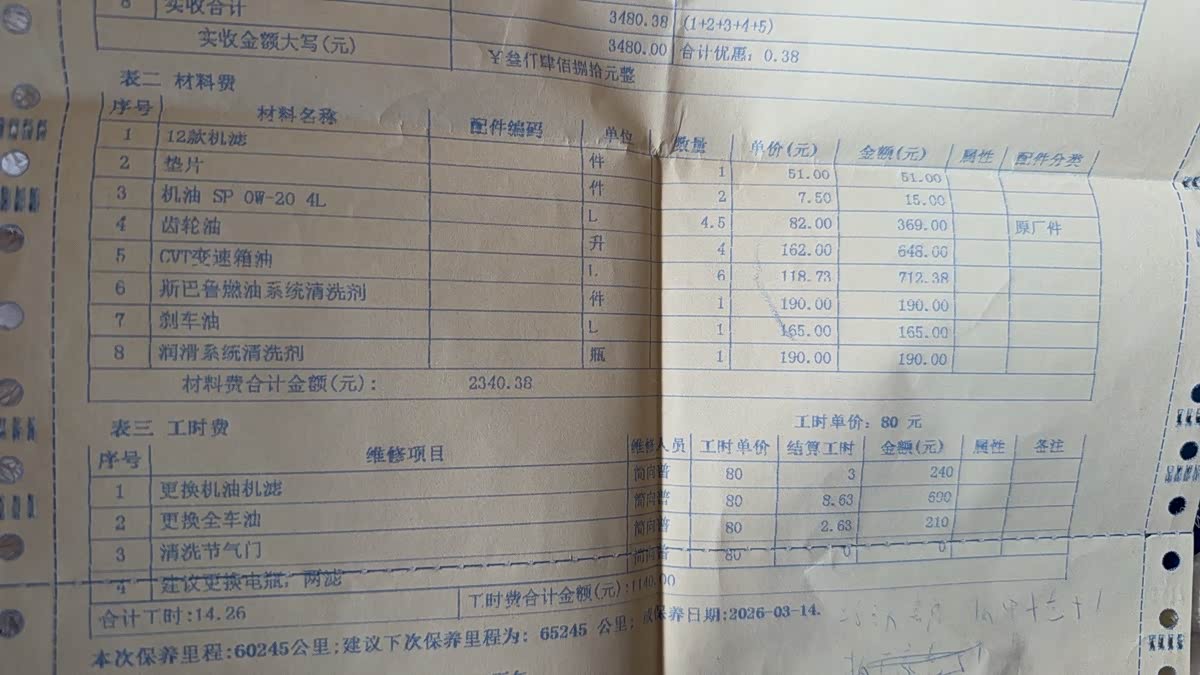 8 实收合计 3480.38 (1+2+3+4+5)
实收金额大写(元) 3480.00 合计优惠: 0.38
¥叁仟肆佰捌拾元整
表二 材料费
序号 材料名称 配件编码 单位 数量 单价(元) 金额(元) 属性 配件分类
1 12款机滤 件 1 51.00 51.00
2 垫片 件 2 7.50 15.00
3 机油 SP 0W-20 4L L 4.5 82.00 369.00 原厂件
4 齿轮油 升 4 162.00 648.00
5 CVT变速箱油 L 6 118.73 712.38
6 斯巴鲁燃油系统清洗剂 件 1 190.00 190.00
7 刹车油 L 1 165.00 165.00
8 润滑系统清洗剂 瓶 1 190.00 190.00
材料费合计金额(元): 2340.38
表三 工时费 工时单价: 80 元
序号 维修项目 维修人员 工时单价 结算工时 金额(元) 属性 备注
1 更换机油机滤 简向普 80 3 240
2 更换全车油 简向普 80 8.63 690
3 清洗节气门 简向普 80 2.63 210
4 建议更换电瓶, 两滤 简向普 80 0 0
合计工时:14.26 工时费合计金额(元):1140.00
本次保养里程:60245公里;建议下次保养里程为: 65245 公里; 或保养日期:2026-03-14.